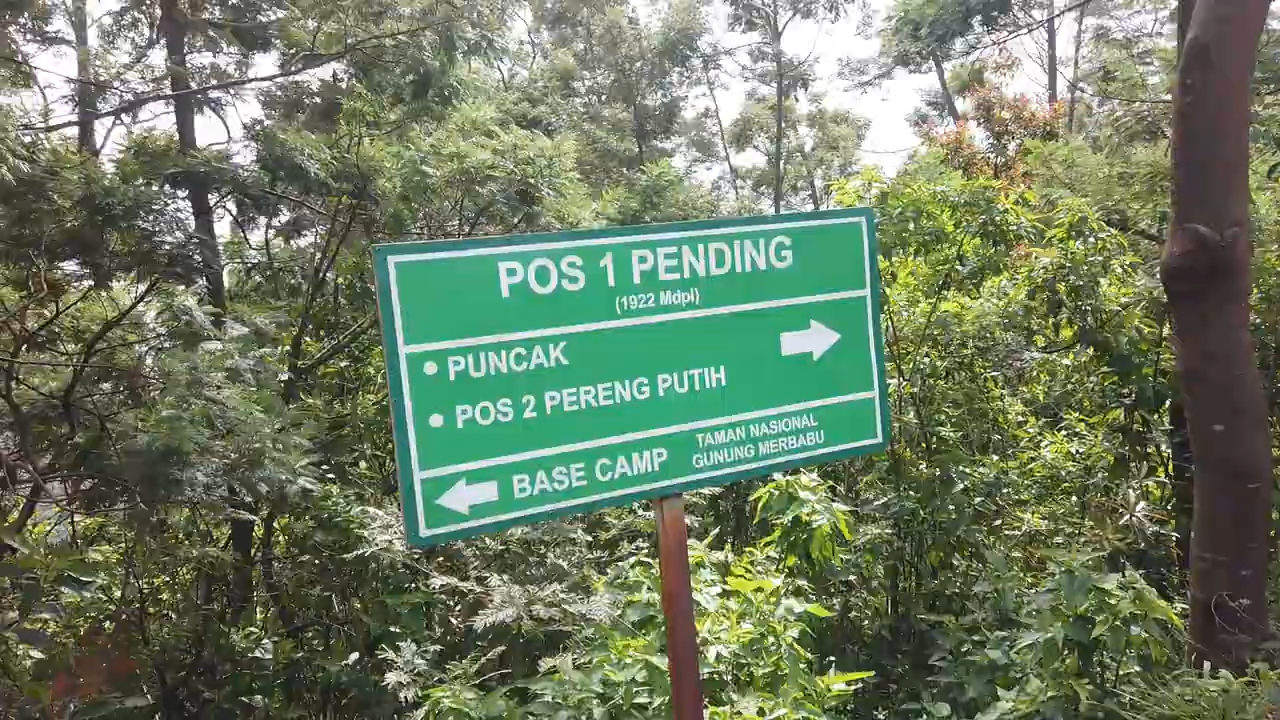 POS 1 PENDING
(1922 Mdpl)
• PUNCAK
• POS 2 PERENG PUTIH
BASE CAMP
TAMAN NASIONAL
GUNUNG MERBABU